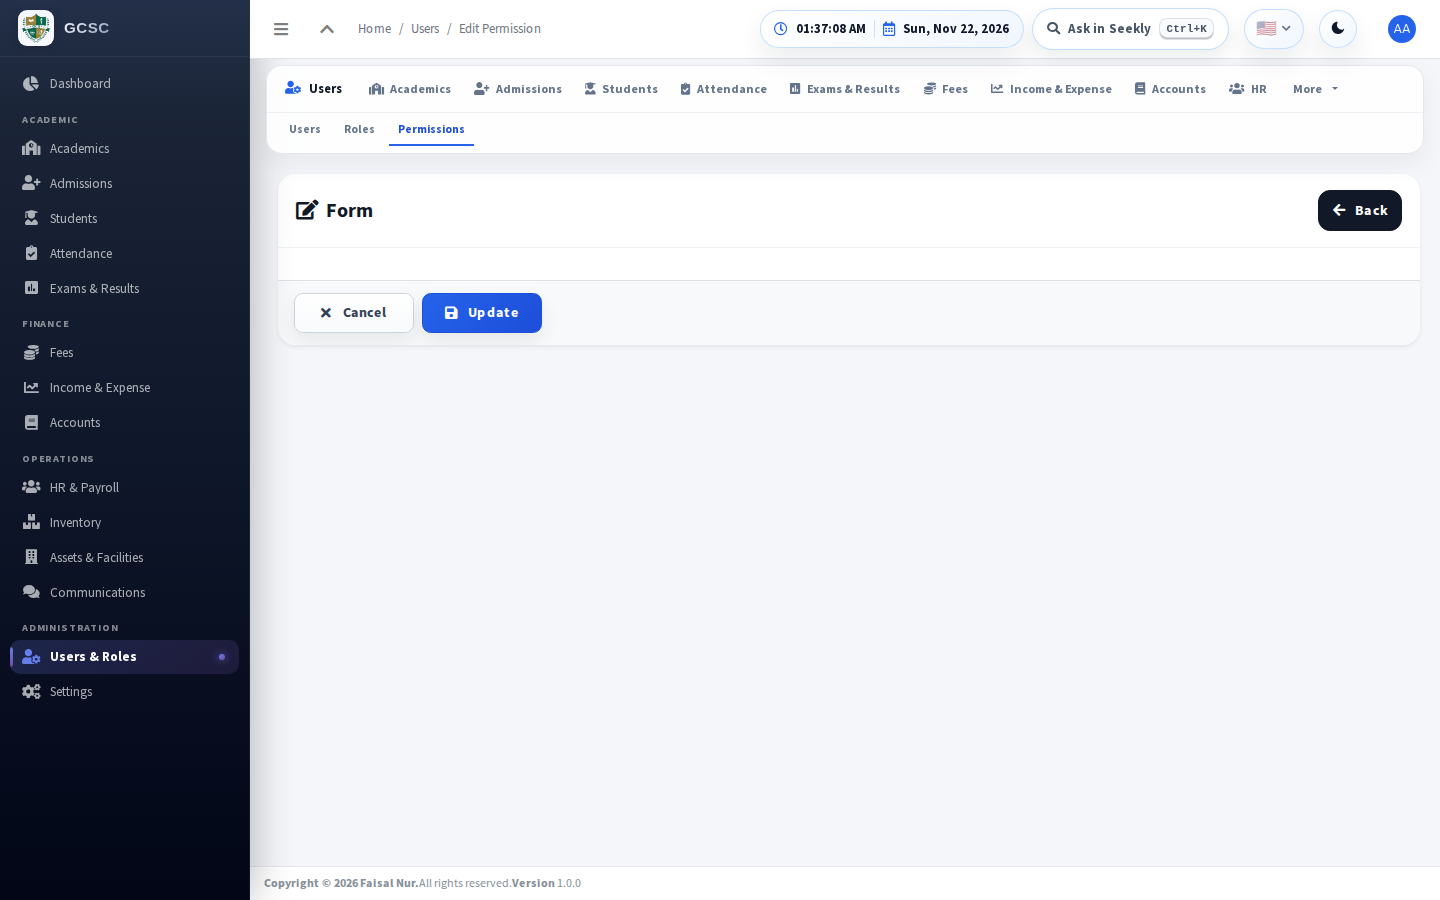 GCSC
Dashboard
ACADEMIC
Academics
Admissions
Students
Attendance
Exams & Results
FINANCE
Fees
Income & Expense
Accounts
OPERATIONS
HR & Payroll
Inventory
Assets & Facilities
Communications
ADMINISTRATION
Users & Roles
Settings
Home / Users / Edit Permission
01:37:08 AM Sun, Nov 22, 2026
Ask in Seekly Ctrl+K
AA
Users Academics Admissions Students Attendance Exams & Results Fees Income & Expense Accounts HR More
Users Roles Permissions
Form
Back
Cancel Update
Copyright © 2026 Faisal Nur.All rights reserved.Version 1.0.0